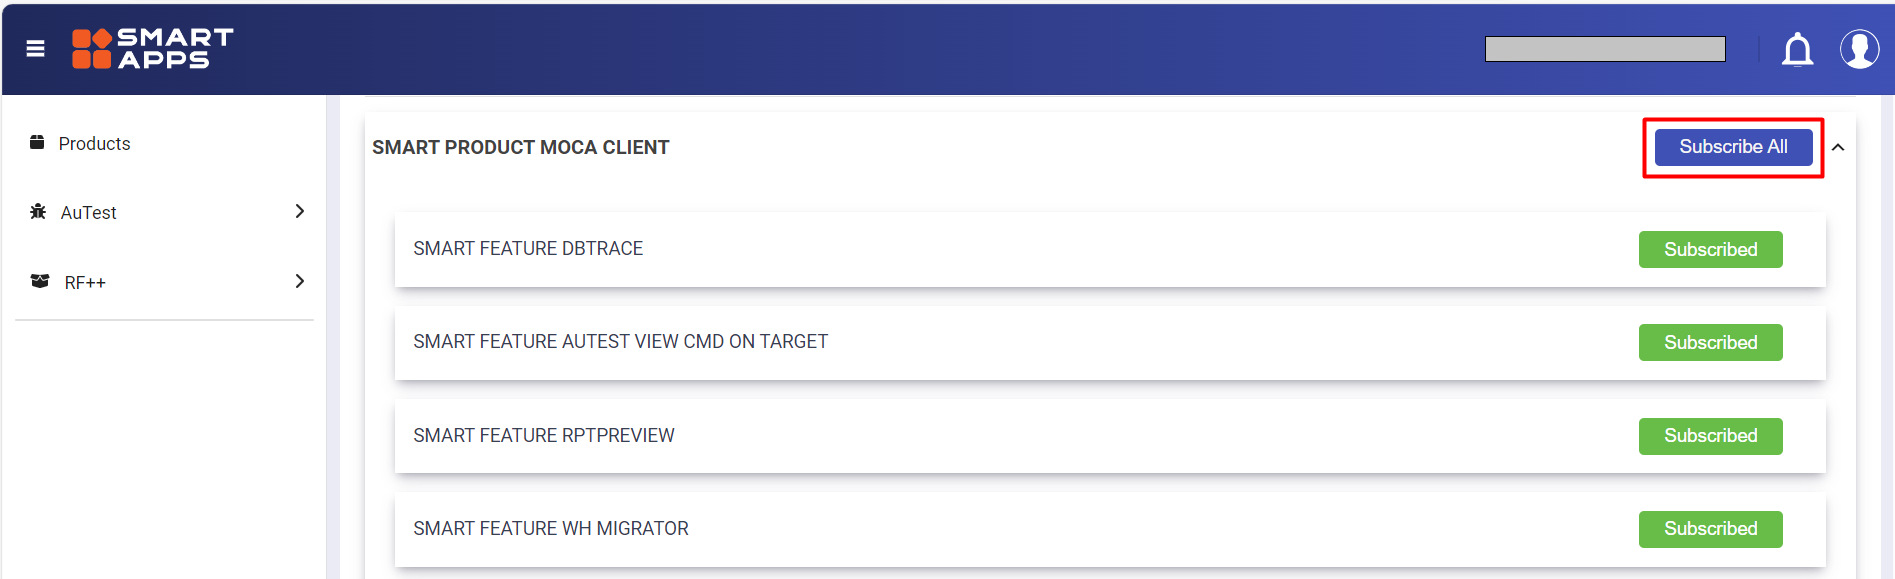 SMART
APPS
Products
AuTest
RF++
SMART PRODUCT MOCA CLIENT
Subscribe All
SMART FEATURE DBTRACE
Subscribed
SMART FEATURE AUTEST VIEW CMD ON TARGET
Subscribed
SMART FEATURE RPTPREVIEW
Subscribed
SMART FEATURE WH MIGRATOR
Subscribed